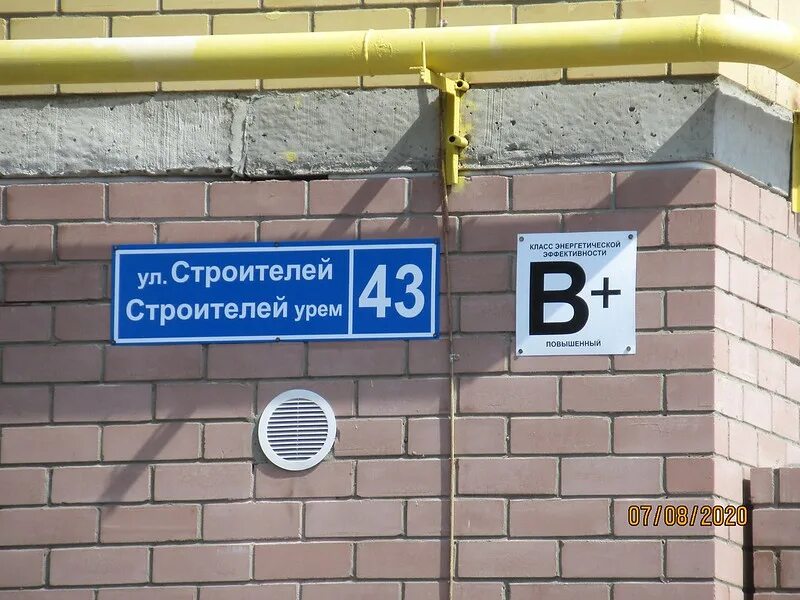 ул. Строителей
Строителей урем
43
КЛАСС ЭНЕРГЕТИЧЕСКОЙ
ЭФФЕКТИВНОСТИ
B+
ПОВЫШЕННЫЙ
07/08/2020